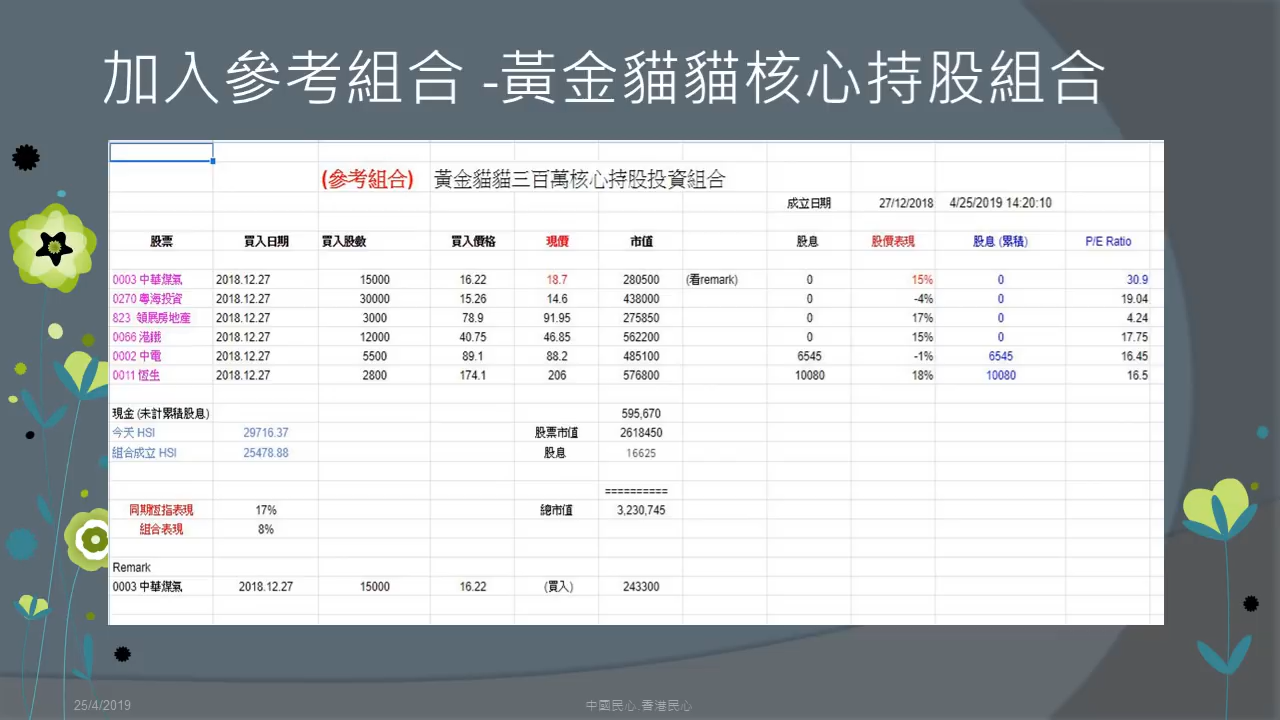 加入參考組合 -黃金貓貓核心持股組合
(參考組合) 黃金貓貓三百萬核心持股投資組合
成立日期 27/12/2018 4/25/2019 14:20:10
股票 買入日期 買入股數 買入價格 現價 市值 股息 股價表現 股息 (累積) P/E Ratio
0003 中華煤氣 2018.12.27 15000 16.22 18.7 280500 (看remark) 0 15% 0 30.9
0270 粵海投資 2018.12.27 30000 15.26 14.6 438000 0 -4% 0 19.04
823 領展房地產 2018.12.27 3000 78.9 91.95 275850 0 17% 0 4.24
0066 港鐵 2018.12.27 12000 40.75 46.85 562200 0 15% 0 17.75
0002 中電 2018.12.27 5500 89.1 88.2 485100 6545 -1% 6545 16.45
0011 恆生 2018.12.27 2800 174.1 206 576800 10080 18% 10080 16.5
現金 (未計累積股息) 595,670
今天 HSI 29716.37 股票市值 2618450
組合成立 HSI 25478.88 股息 16625
==========
同期恆指表現 17% 總市值 3,230,745
組合表現 8%
Remark
0003 中華煤氣 2018.12.27 15000 16.22 (買入) 243300
25/4/2019 中國民心.香港民心